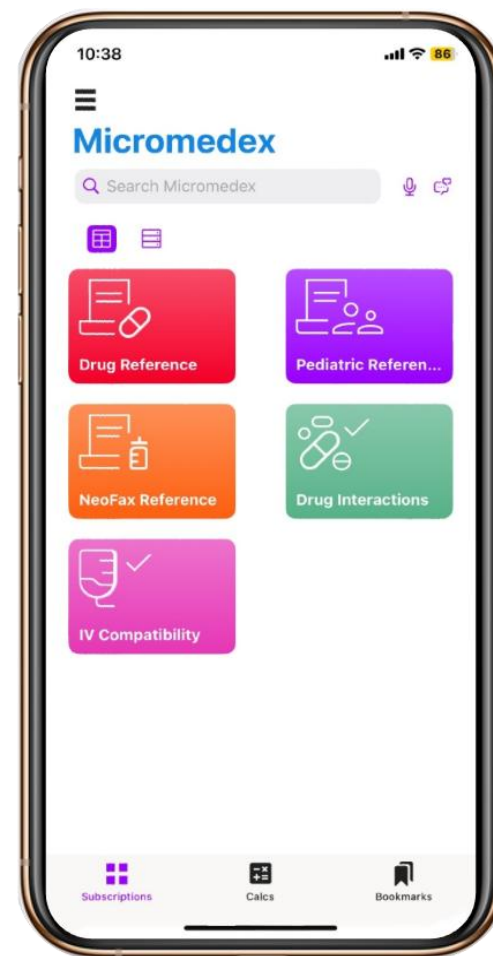 10:38
86
Micromedex
Search Micromedex
Drug Reference
Pediatric Referen...
NeoFax Reference
Drug Interactions
IV Compatibility
Subscriptions
Calcs
Bookmarks